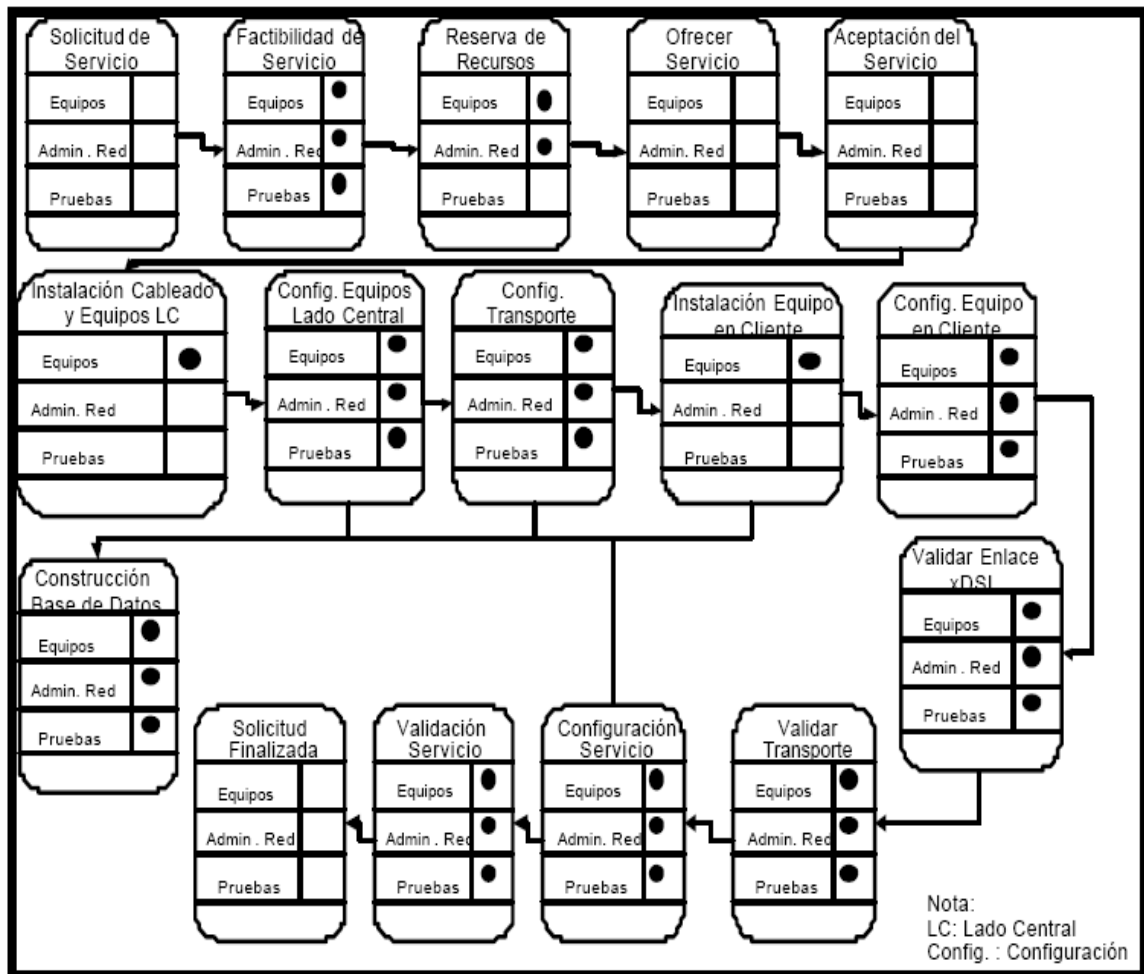 Solicitud de
Servicio
Equipos
Admin . Red
Pruebas
Factibilidad de
Servicio
Equipos
Admin . Red
Pruebas
Reserva de
Recursos
Equipos
Admin. Red
Pruebas
Ofrecer
Servicio
Equipos
Admin. Red
Pruebas
Aceptación del
Servicio
Equipos
Admin. Red
Pruebas
Instalación Cableado
y Equipos LC
Equipos
Admin. Red
Pruebas
Config. Equipos
Lado Central
Equipos
Admin . Red
Pruebas
Config.
Transporte
Equipos
Admin . Red
Pruebas
Instalación Equipo
en Cliente
Equipos
Admin . Red
Pruebas
Config. Equipo
en Cliente
Equipos
Admin . Red
Pruebas
Construcción
Base de Datos
Equipos
Admin. Red
Pruebas
Validar Enlace
xDSL
Equipos
Admin . Red
Pruebas
Solicitud
Finalizada
Equipos
Admin . Red
Pruebas
Validación
Servicio
Equipos
Admin . Red
Pruebas
Configuración
Servicio
Equipos
Admin. Red
Pruebas
Validar
Transporte
Equipos
Admin. Red
Pruebas
Nota:
LC: Lado Central
Config. : Configuración